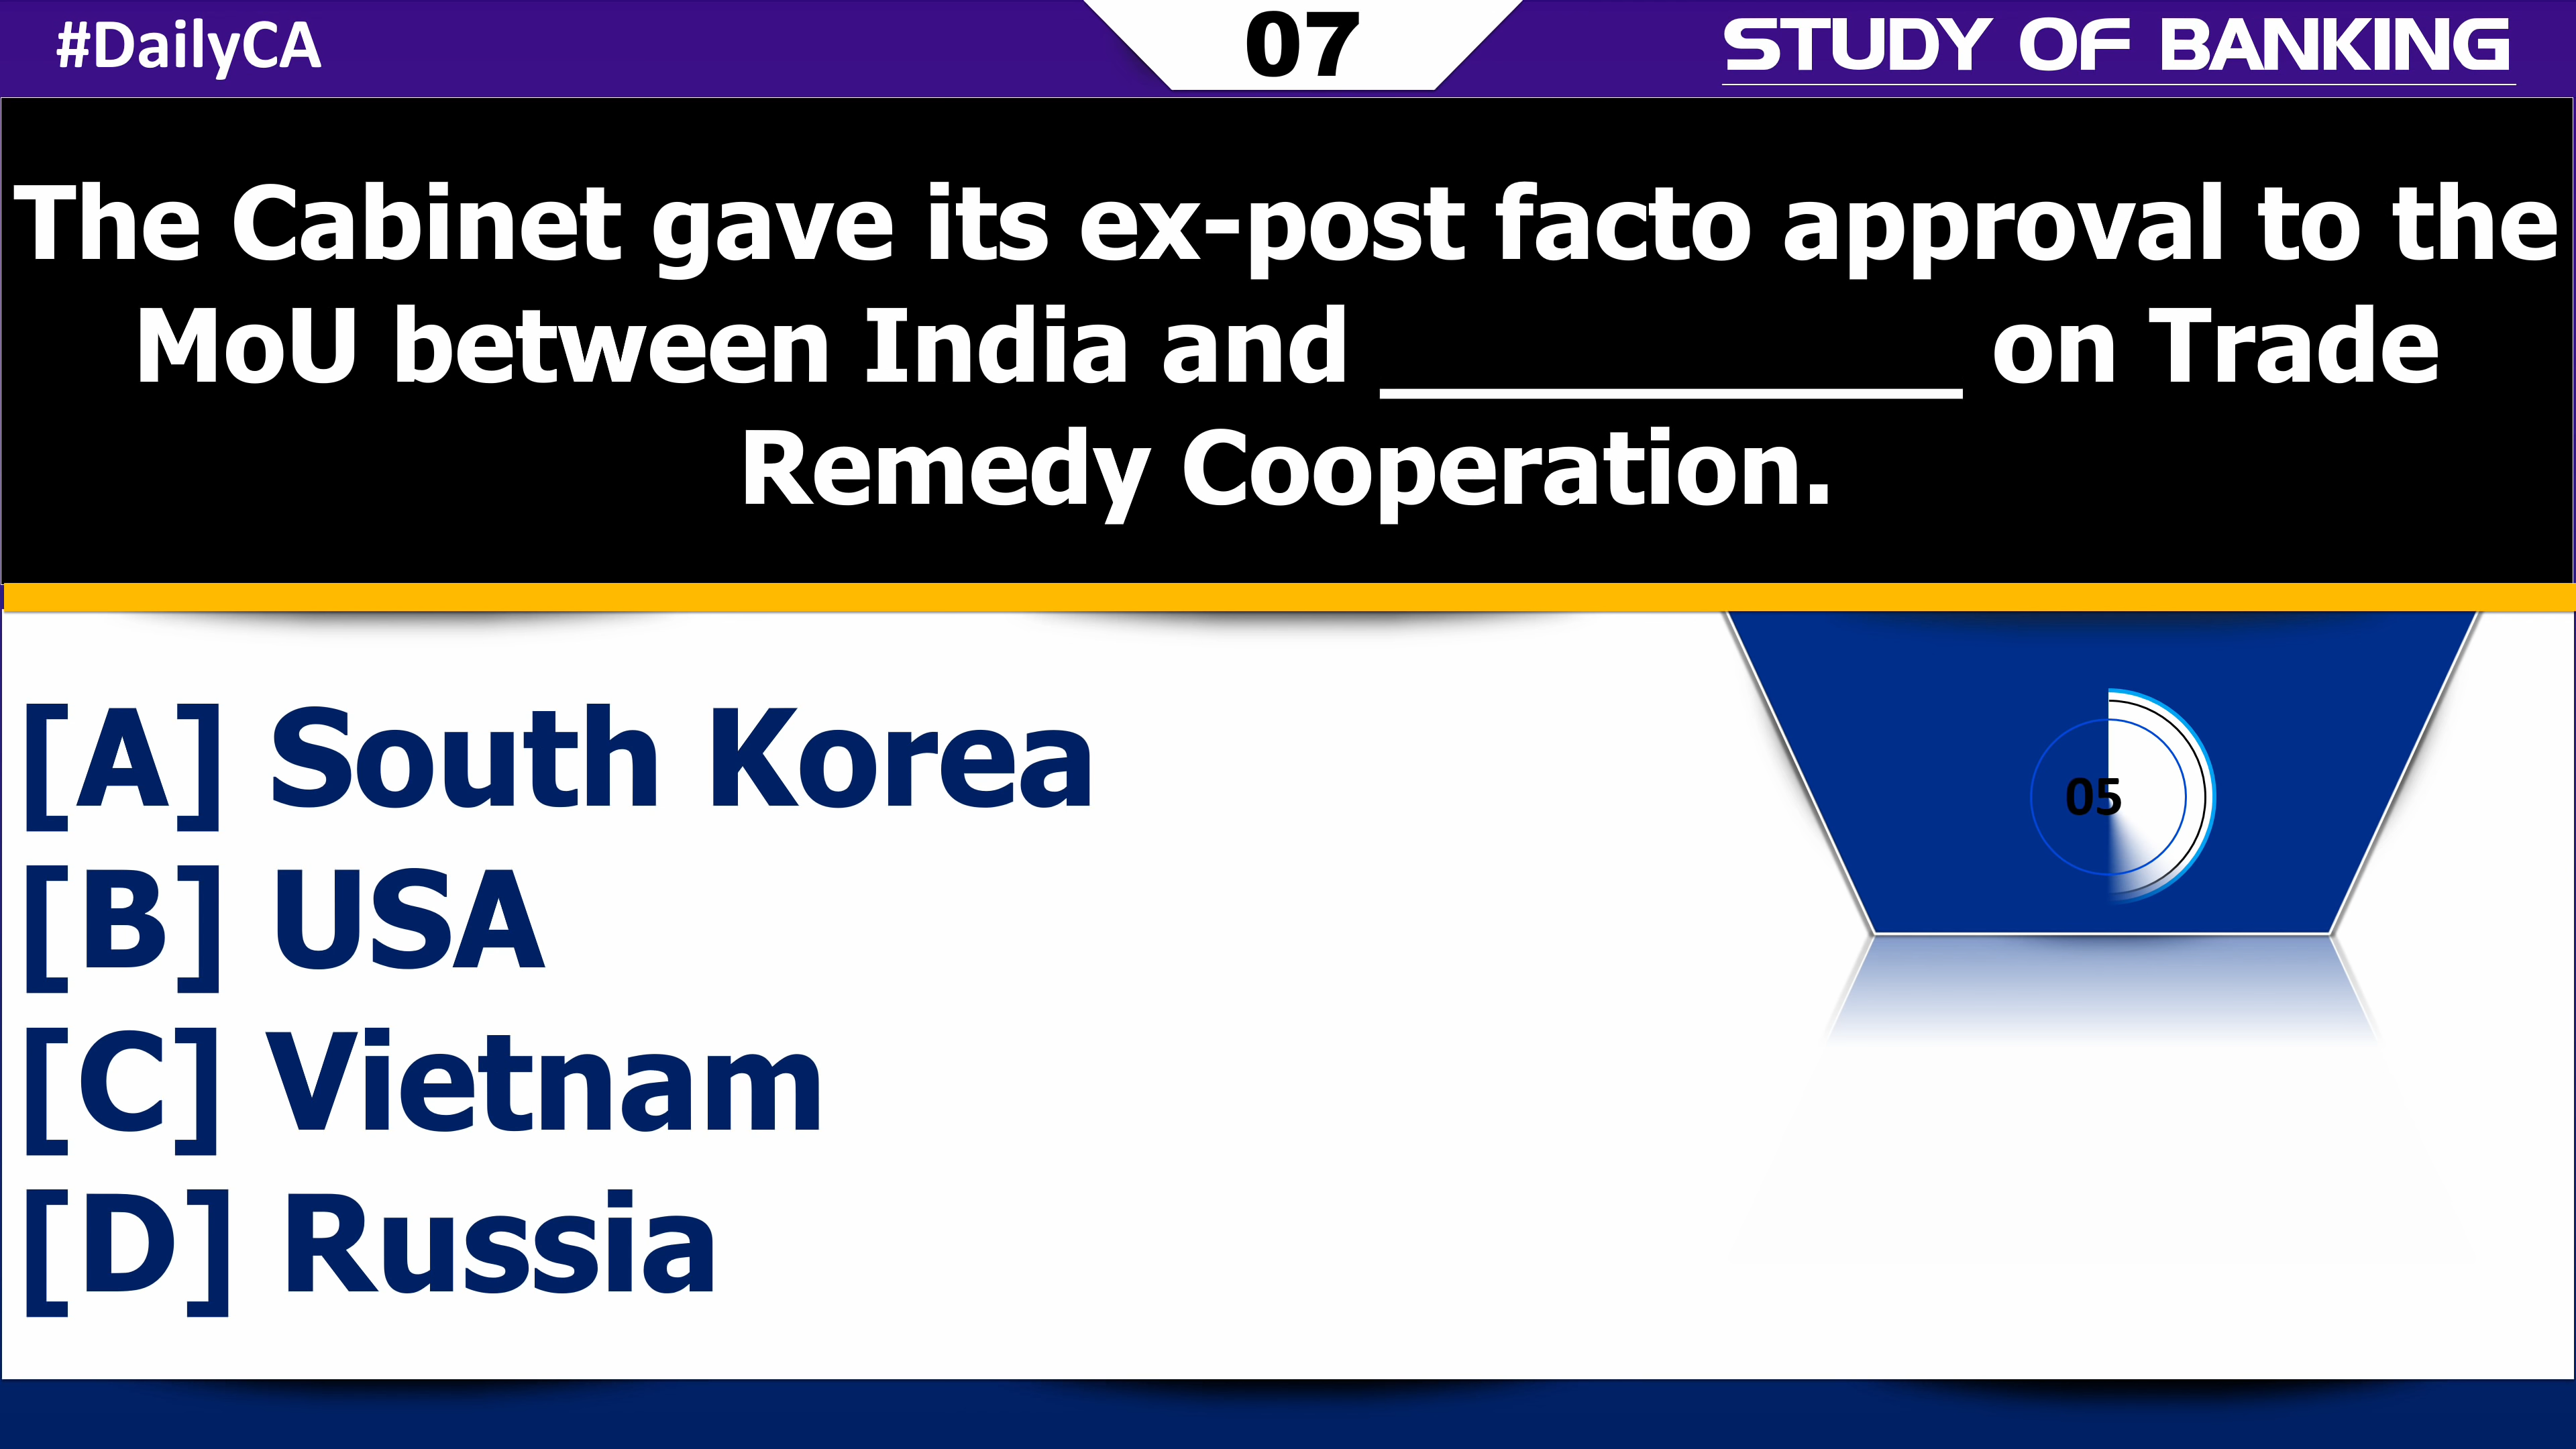 #DailyCA
07
STUDY OF BANKING
The Cabinet gave its ex-post facto approval to the
MoU between India and ____________ on Trade
Remedy Cooperation.
[A] South Korea
05
[B] USA
[C] Vietnam
[D] Russia